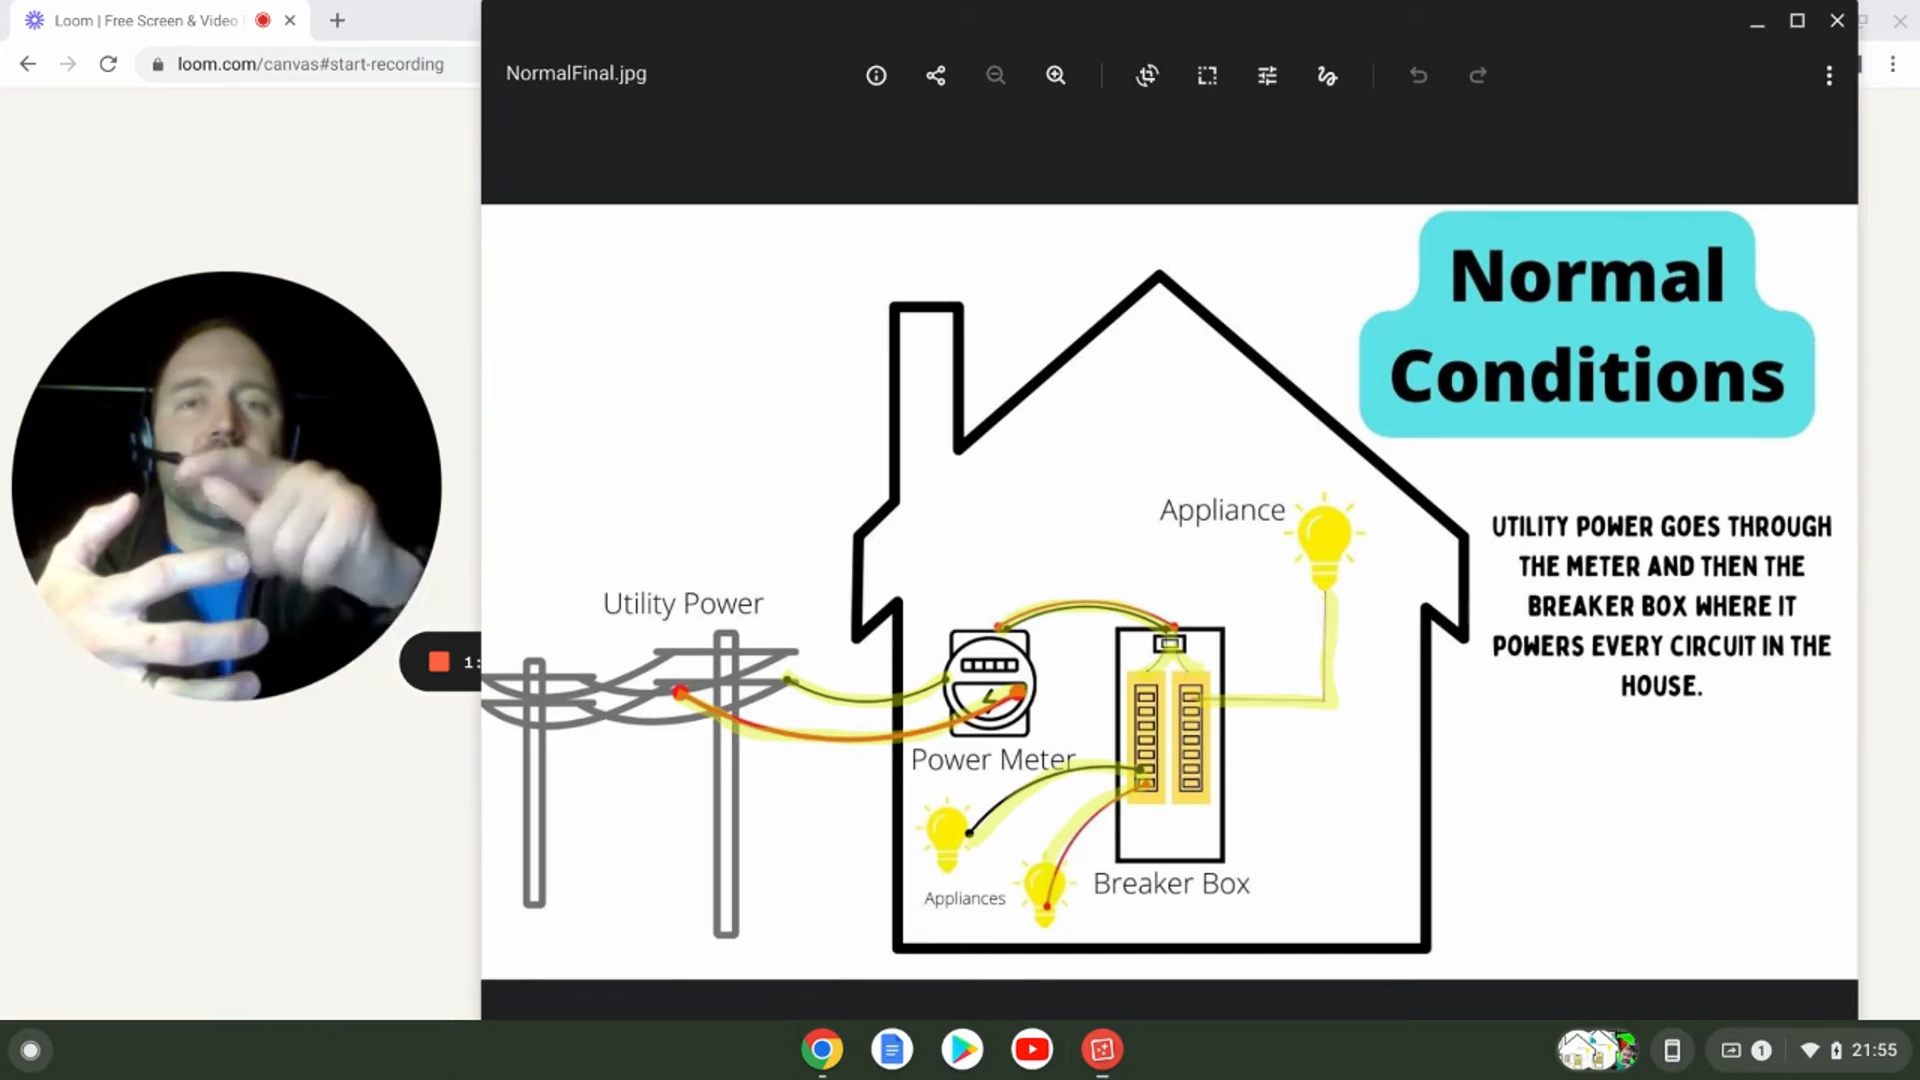 Loom | Free Screen & Video
loom.com/canvas#start-recording
NormalFinal.jpg
Normal
Conditions
Appliance
UTILITY POWER GOES THROUGH
THE METER AND THEN THE
BREAKER BOX WHERE IT
POWERS EVERY CIRCUIT IN THE
HOUSE.
Utility Power
1:
Power Meter
Appliances
Breaker Box
1
21:55